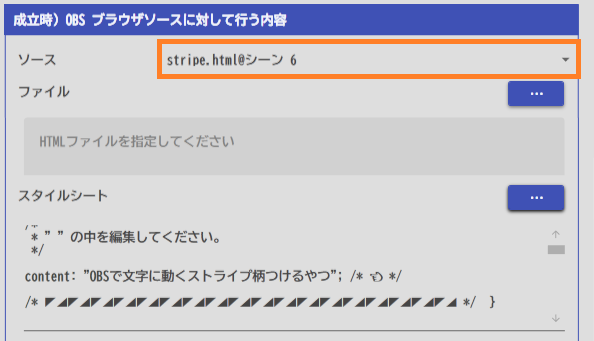 成立時) OBS ブラウザソースに対して行う内容
ソース
stripe.html@シーン 6
ファイル
...
HTMLファイルを指定してください
スタイルシート
...
/*
* ” ” の中を編集してください。
*/
content: ”OBSで文字に動くストライプ柄つけるやつ”; /* 👈 */
/* ◤◢◤◢◤◢◤◢◤◢◤◢◤◢◤◢◤◢◤◢◤◢◤◢◤◢◤◢◤◢◤◢◤◢◤◢ */ }